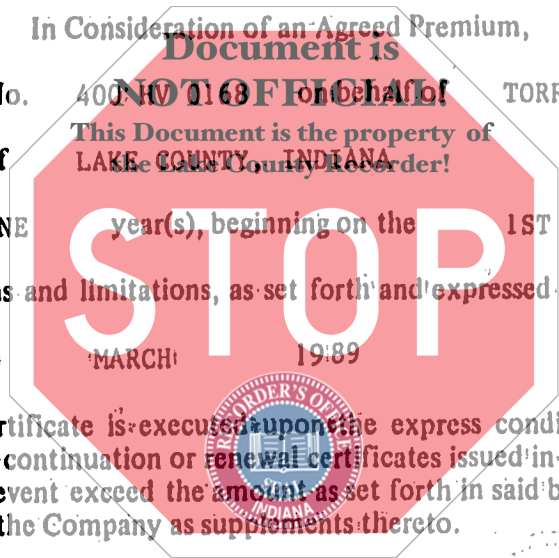 In Consideration of an Agreed Premium,
Document is
No. 400J HV 0168 on behalf of TORR
NOT OFFICIAL!
This Document is the property of
f LAKE COUNTY, INDIANA
the Lake County Recorder!
NE year(s), beginning on the 1ST
STOP
s and limitations, as set forth and expressed
MARCH 1989
RECORDER'S OFFICE
rtificate is executed upon the express condi
continuation or renewal certificates issued in
SEAL
event exceed the amount as set forth in said b
INDIANA
the Company as supplements thereto.